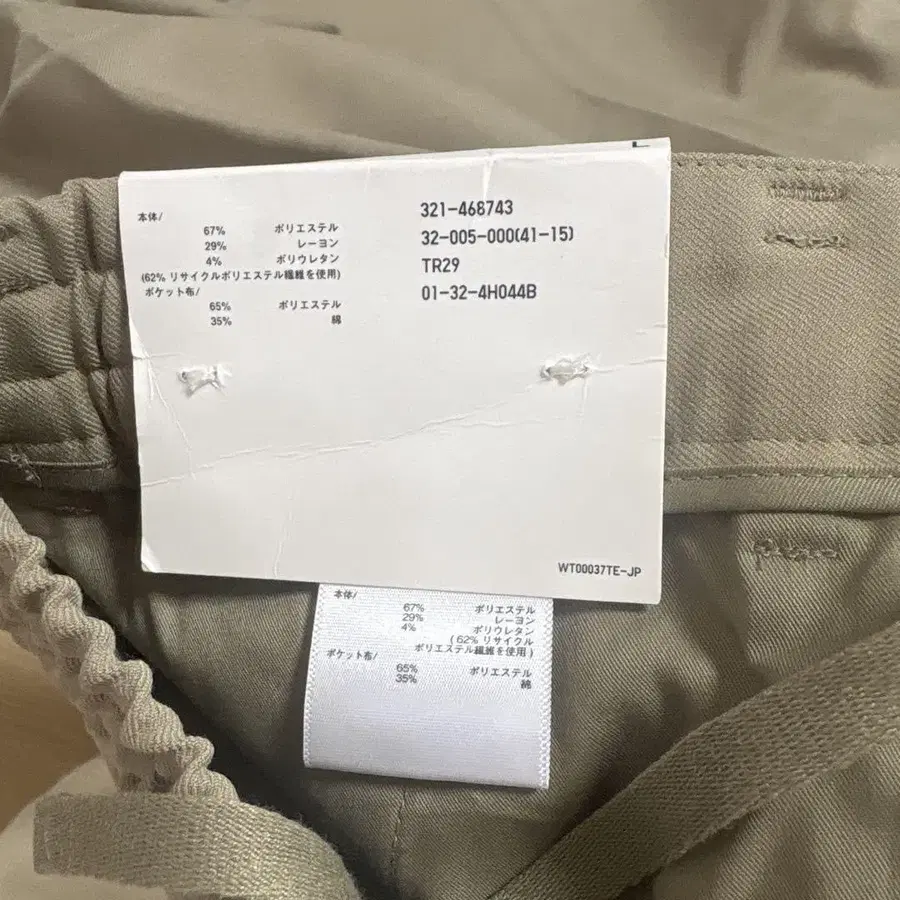 本体/
67% ポリエステル
29% レーヨン
4% ポリウレタン
(62% リサイクルポリエステル繊維を使用)
ポケット布/
65% ポリエステル
35% 綿
321-468743
32-005-000(41-15)
TR29
01-32-4H044B
WT00037TE-JP
本体/
67% ポリエステル
29% レーヨン
4% ポリウレタン
(62% リサイクル
ポリエステル繊維を使用)
ポケット布/
65% ポリエステル
35% 綿